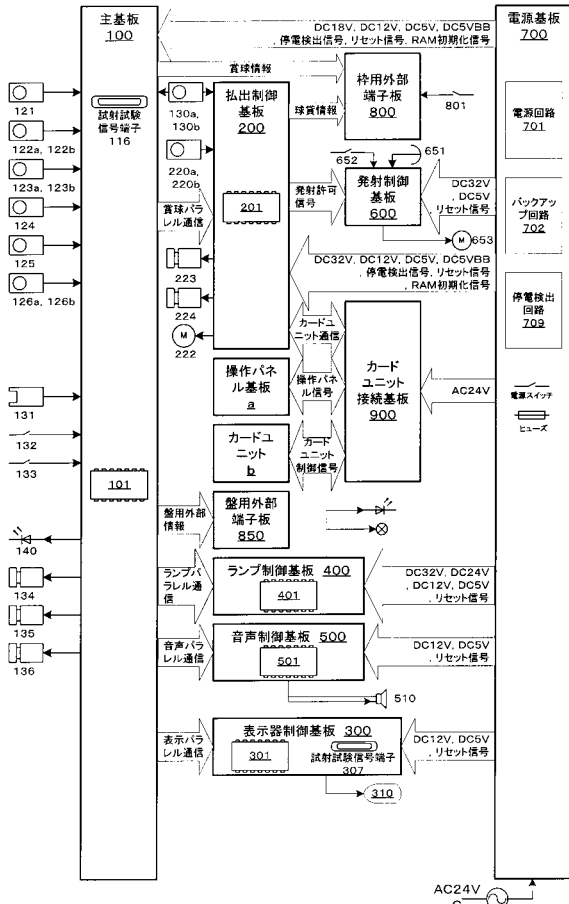 主基板
100
試射試験
信号端子
116
121
122a, 122b
123a, 123b
124
125
126a, 126b
131
132
133
101
140
134
135
136
賞球情報
130a,
130b
220a,
220b
賞球パラ
レル通信
223
224
M
222
払出制御
基板
200
201
球貸情報
発射許可
信号
枠用外部
端子板
800
801
652
651
発射制御
基板
600
M
653
DC18V, DC12V, DC5V, DC5VBB
, 停電検出信号, リセット信号, RAM初期化信号
DC32V
, DC5V
, リセット信号
DC32V, DC12V, DC5V, DC5VBB
, 停電検出信号, リセット信号
, RAM初期化信号
カードユ
ニット通信
操作パネ
ル基板
a
操作パネル
信号
カード
ユニット
接続基板
900
AC24V
カードユ
ニット
b
カード
ユニット
制御信号
盤用外部
情報
盤用外部
端子板
850
ランプパ
ラレル通
信
ランプ制御基板 400
401
DC32V, DC24V
, DC12V, DC5V
, リセット信号
音声パラ
レル通信
音声制御基板 500
501
DC12V, DC5V
, リセット信号
510
表示パラ
レル通信
表示器制御基板 300
301
試射試験信号端子
307
DC12V, DC5V
, リセット信号
310
電源基板
700
電源回路
701
バックアッ
プ回路
702
停電検出
回路
709
電源スイッチ
ヒューズ
AC24V